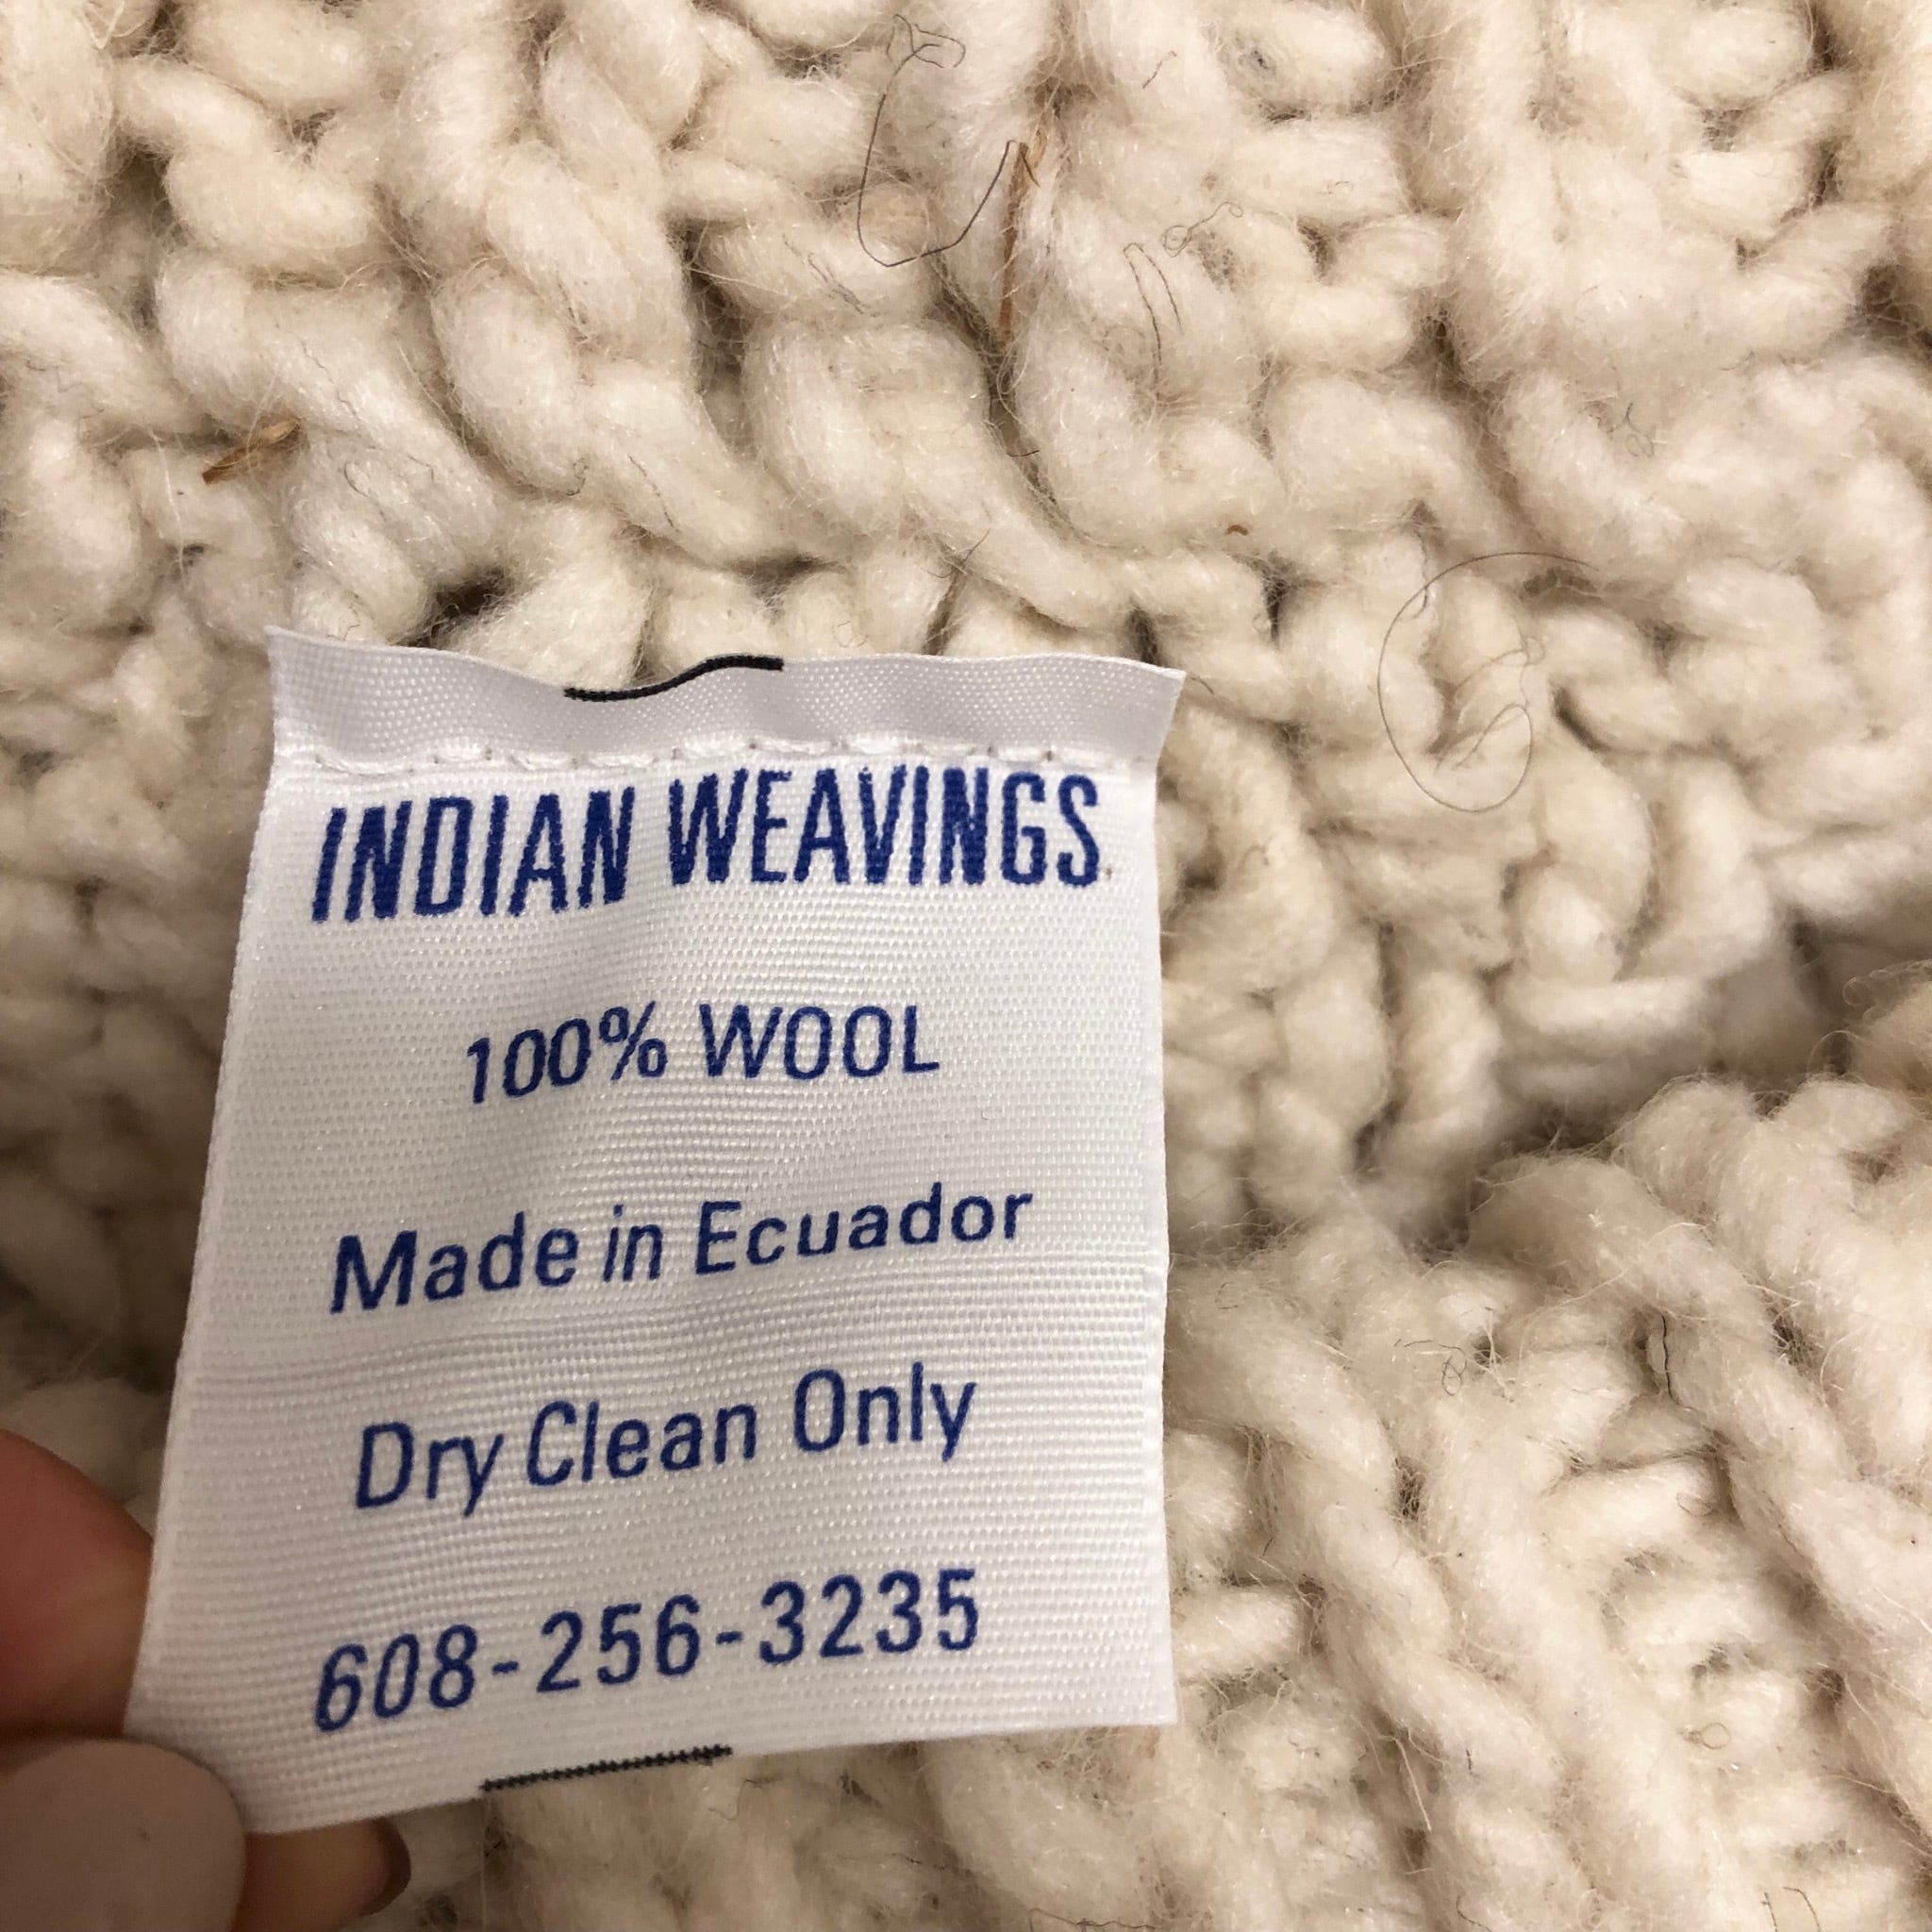 INDIAN WEAVINGS
100% WOOL
Made in Ecuador
Dry Clean Only
608-256-3235